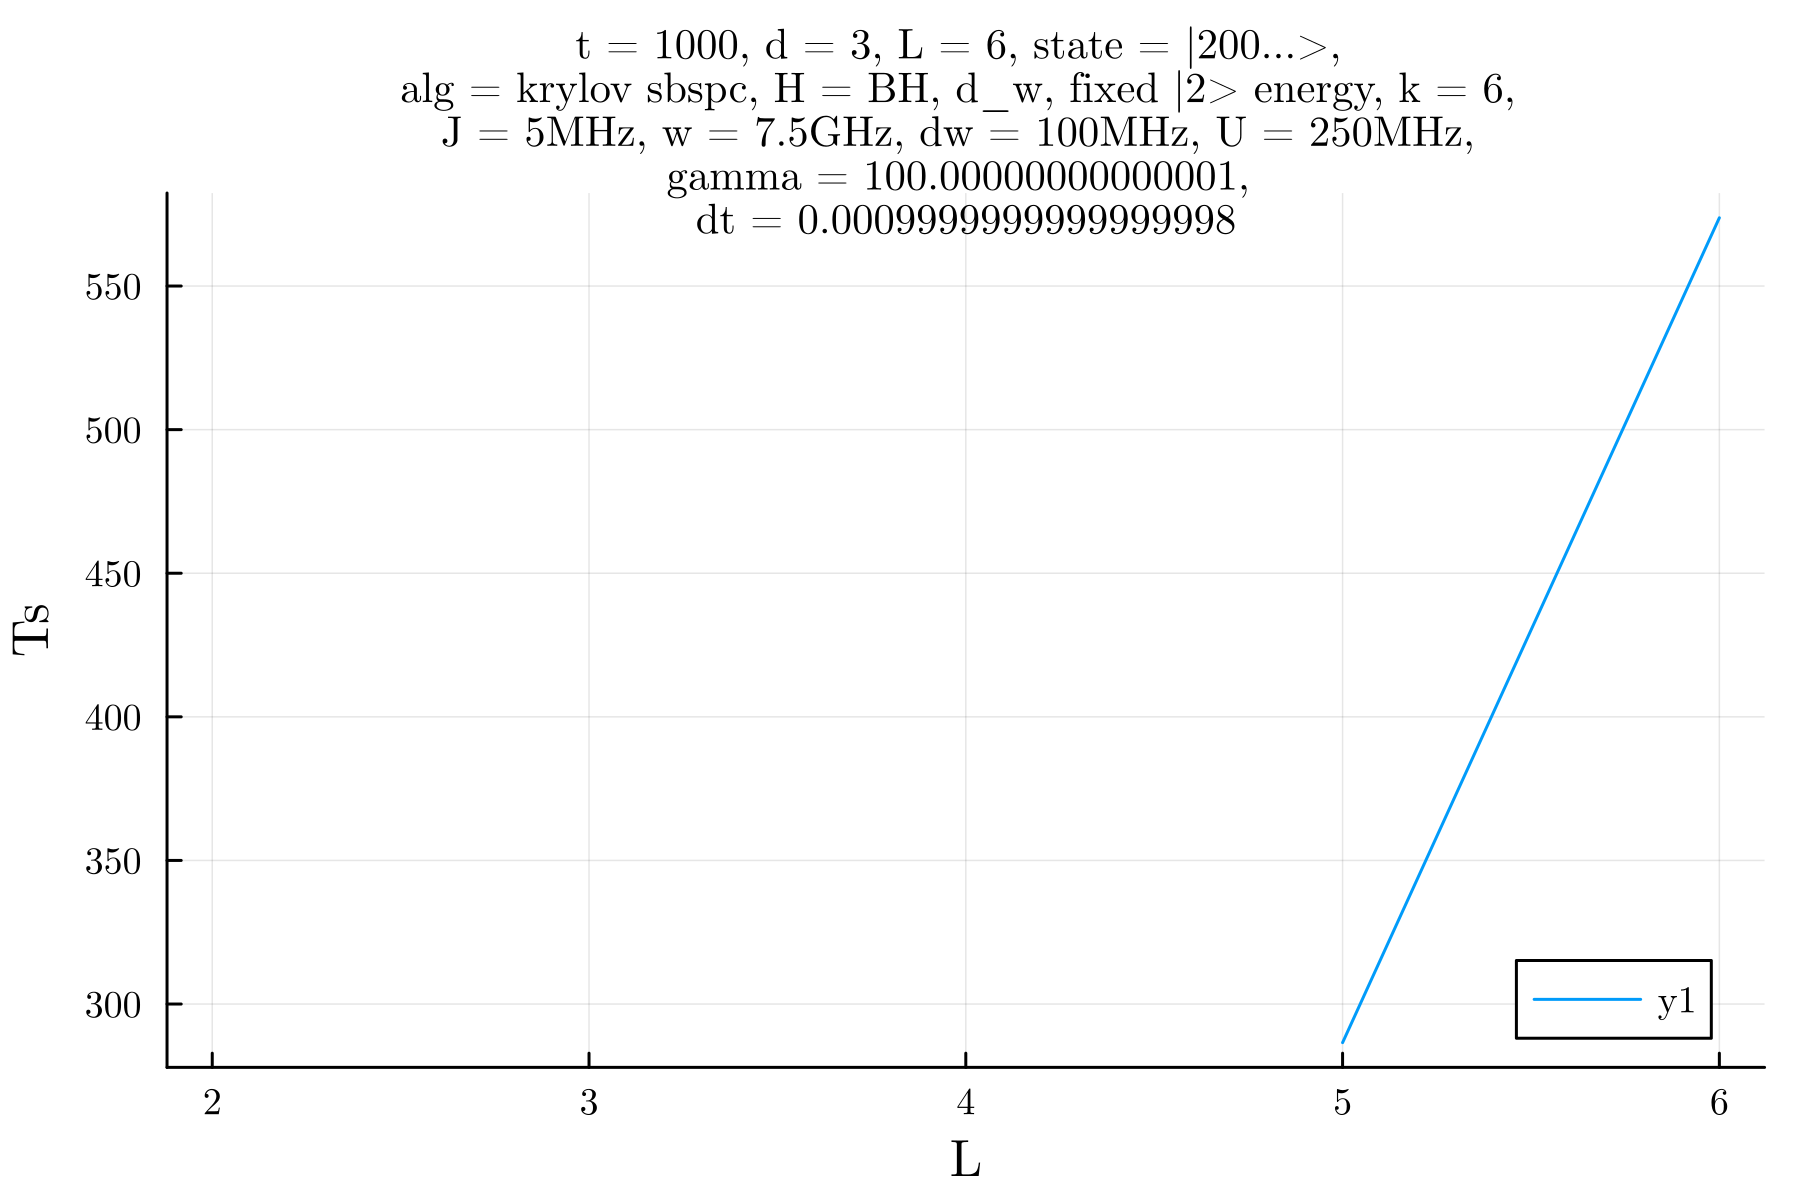 t = 1000, d = 3, L = 6, state = |200...>,
alg = krylov sbspc, H = BH, d_w, fixed |2> energy, k = 6,
J = 5MHz, w = 7.5GHz, dw = 100MHz, U = 250MHz,
gamma = 100.00000000000001,
dt = 0.0009999999999999998
550
500
450
400
350
300
Ts
y1
2 3 4 5 6
L